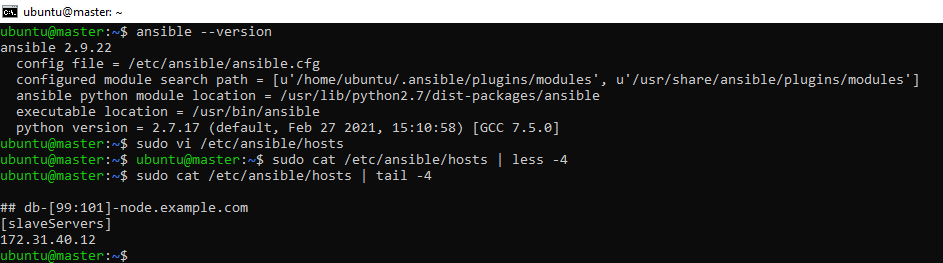 ubuntu@master: ~
ubuntu@master:~$ ansible --version
ansible 2.9.22
  config file = /etc/ansible/ansible.cfg
  configured module search path = [u'/home/ubuntu/.ansible/plugins/modules', u'/usr/share/ansible/plugins/modules']
  ansible python module location = /usr/lib/python2.7/dist-packages/ansible
  executable location = /usr/bin/ansible
  python version = 2.7.17 (default, Feb 27 2021, 15:10:58) [GCC 7.5.0]
ubuntu@master:~$ sudo vi /etc/ansible/hosts
ubuntu@master:~$ ubuntu@master:~$ sudo cat /etc/ansible/hosts | less -4
ubuntu@master:~$ sudo cat /etc/ansible/hosts | tail -4

## db-[99:101]-node.example.com
[slaveServers]
172.31.40.12
ubuntu@master:~$